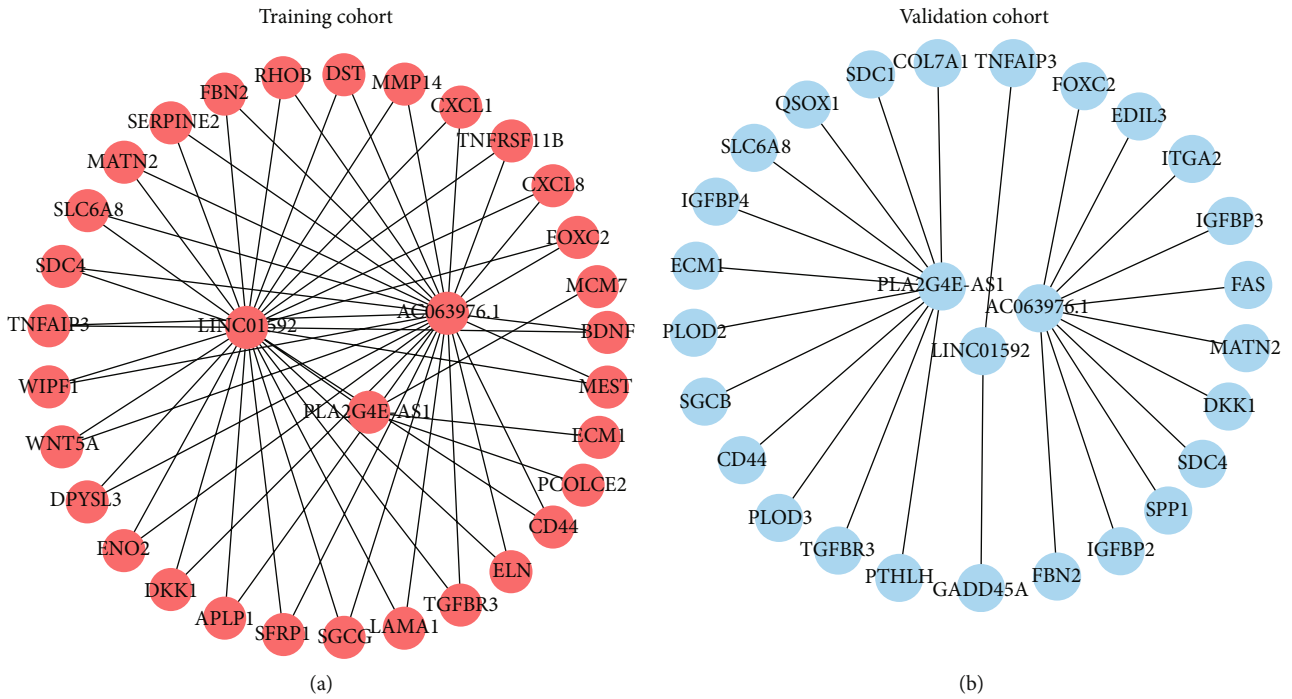 Training cohort
DST
RHOB
MMP14
FBN2
CXCL1
SERPINE2
TNFRSF11B
MATN2
CXCL8
SLC6A8
FOXC2
SDC4
MCM7
TNFAIP3
LINC01592
AC063976.1
BDNF
WIPF1
MEST
PLA2G4E-AS1
WNT5A
ECM1
DPYSL3
PCOLCE2
ENO2
CD44
DKK1
ELN
APLP1
TGFBR3
SFRP1
SGCG
LAMA1
(a)
Validation cohort
COL7A1
TNFAIP3
SDC1
FOXC2
QSOX1
EDIL3
SLC6A8
ITGA2
IGFBP4
IGFBP3
ECM1
PLA2G4E-AS1
FAS
AC063976.1
PLOD2
LINC01592
MATN2
SGCB
DKK1
CD44
SDC4
PLOD3
SPP1
TGFBR3
IGFBP2
PTHLH
GADD45A
FBN2
(b)